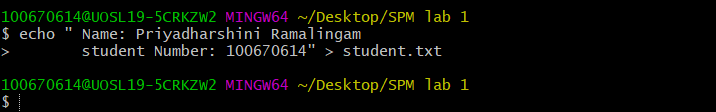 100670614@UOSL19-5CRKZW2 MINGW64 ~/Desktop/SPM lab 1
$ echo " Name: Priyadharshini Ramalingam
>       student Number: 100670614" > student.txt
100670614@UOSL19-5CRKZW2 MINGW64 ~/Desktop/SPM lab 1
$